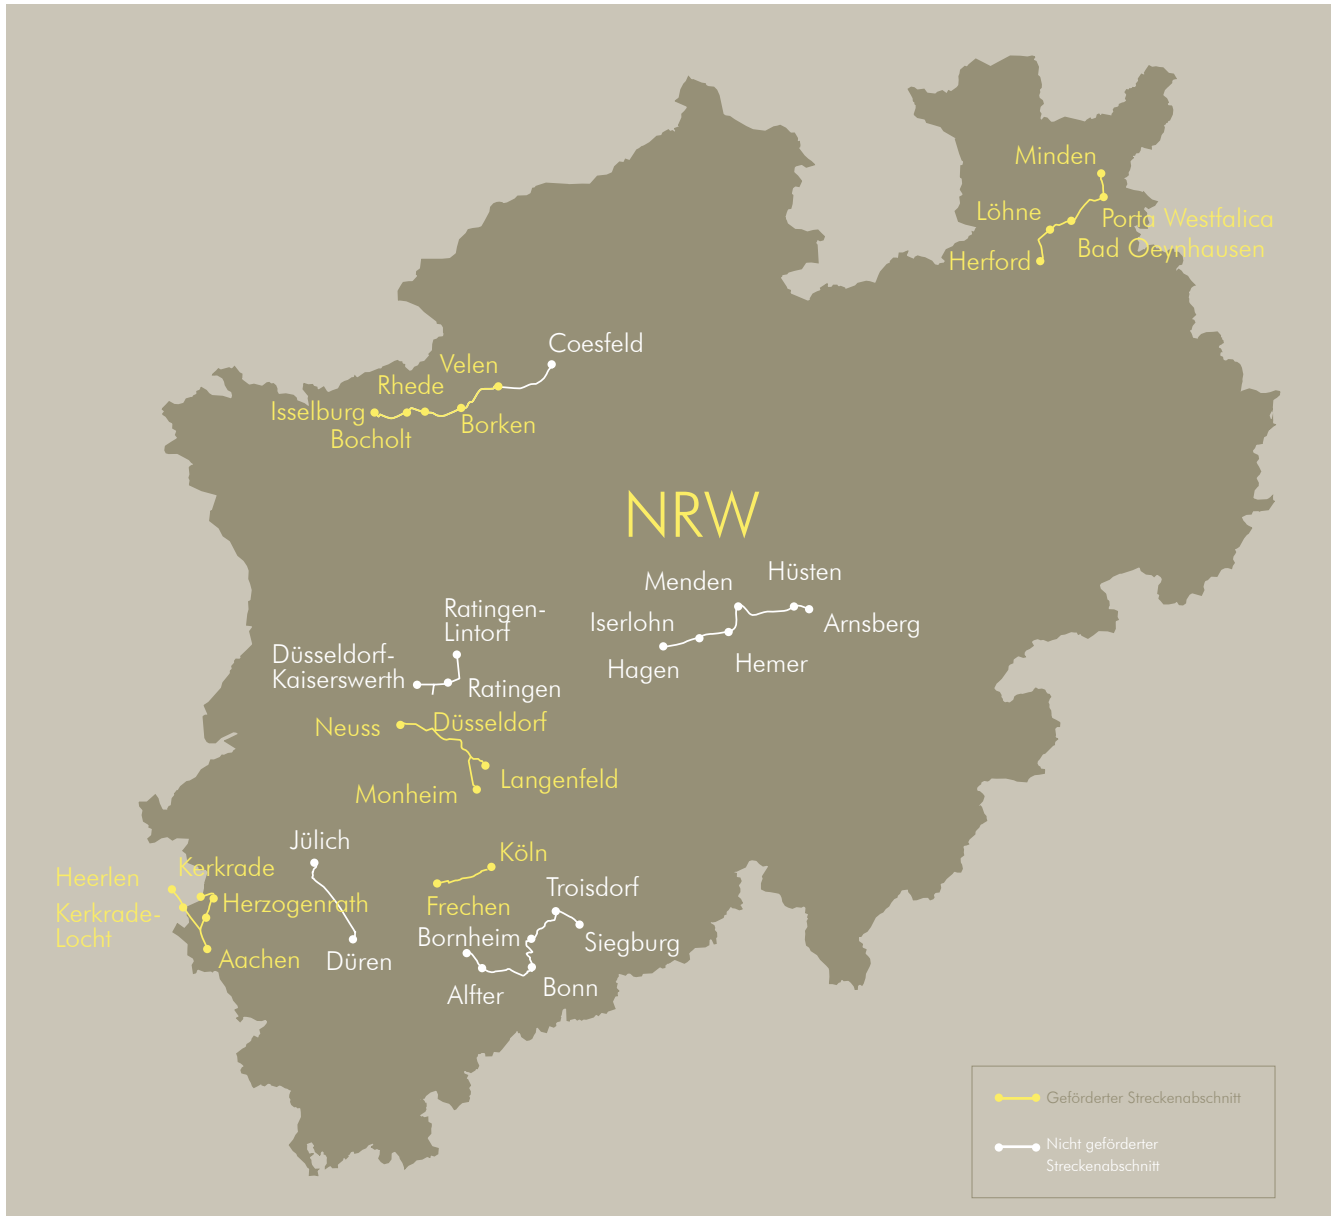 Minden
Löhne
Porta Westfalica
Bad Oeynhausen
Herford
Coesfeld
Velen
Rhede
Isselburg
Borken
Bocholt
NRW
Hüsten
Menden
Ratingen-
Lintorf
Iserlohn
Arnsberg
Düsseldorf-
Kaiserswerth
Hagen
Hemer
Ratingen
Neuss
Düsseldorf
Langenfeld
Monheim
Jülich
Köln
Kerkrade
Heerlen
Troisdorf
Herzogenrath
Frechen
Kerkrade-
Locht
Bornheim
Siegburg
Aachen
Düren
Bonn
Alfter
Geförderter Streckenabschnitt
Nicht geförderter
Streckenabschnitt